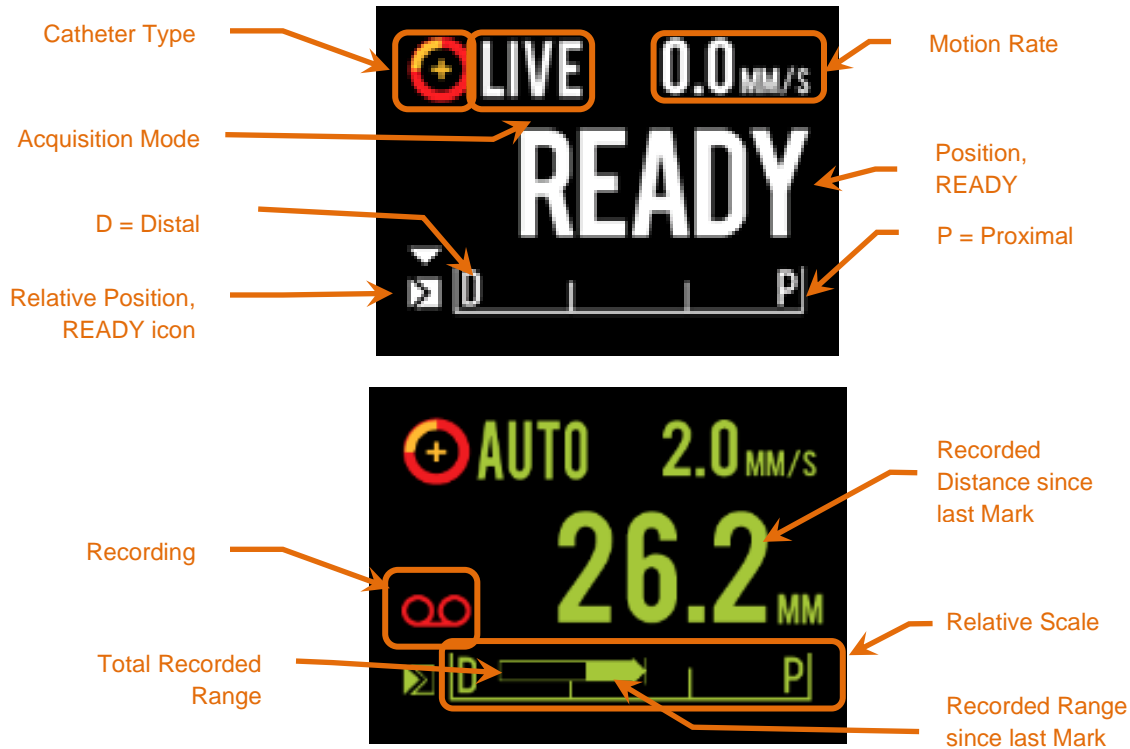 Catheter Type
LIVE
0.0 MM/S
Motion Rate
Acquisition Mode
READY
Position,
READY
D = Distal
P = Proximal
D
P
Relative Position,
READY icon
AUTO
2.0 MM/S
Recorded
Distance since
last Mark
26.2 MM
Recording
Relative Scale
Total Recorded
Range
D
P
Recorded Range
since last Mark